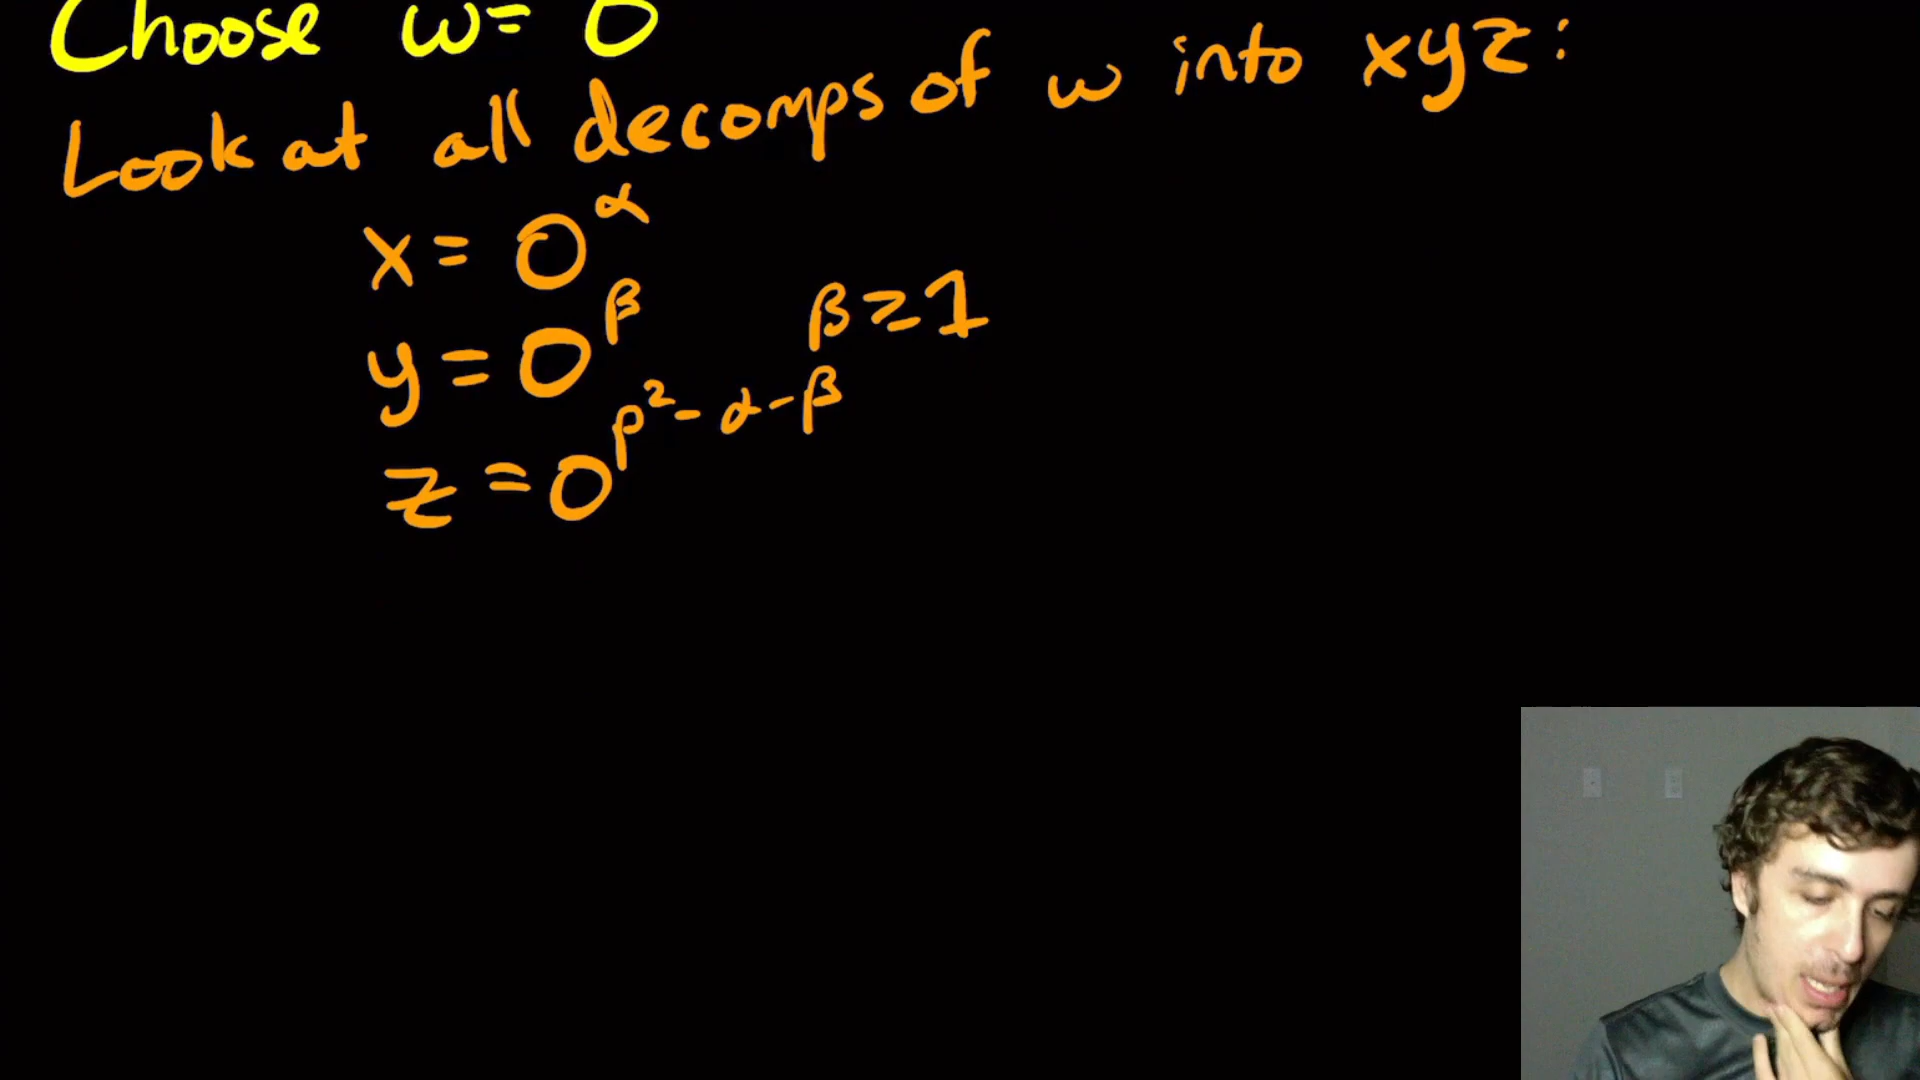 Choose w= 0
Look at all decomps of w into xyz:
x = 0^α
y = 0^β β ≥ 1
z = 0^p²-α-β